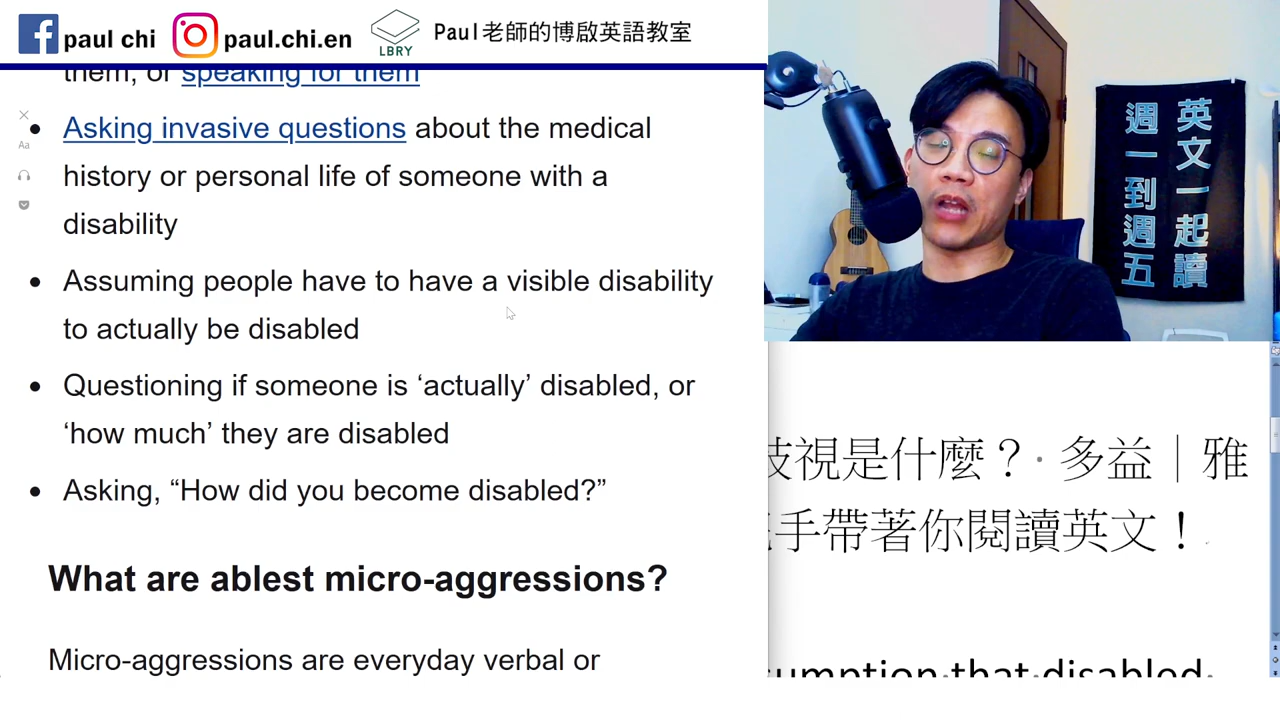 paul chi
paul.chi.en
LBRY
Paul老師的博啟英語教室
them, or speaking for them
Asking invasive questions about the medical
history or personal life of someone with a
disability
Aa
Assuming people have to have a visible disability
to actually be disabled
Questioning if someone is ‘actually’ disabled, or
‘how much’ they are disabled
Asking, “How did you become disabled?”
What are ablest micro-aggressions?
Micro-aggressions are everyday verbal or
英文一起讀
週一到週五
歧視是什麼？ 多益｜雅
手帶著你閱讀英文！
sumption that disabled